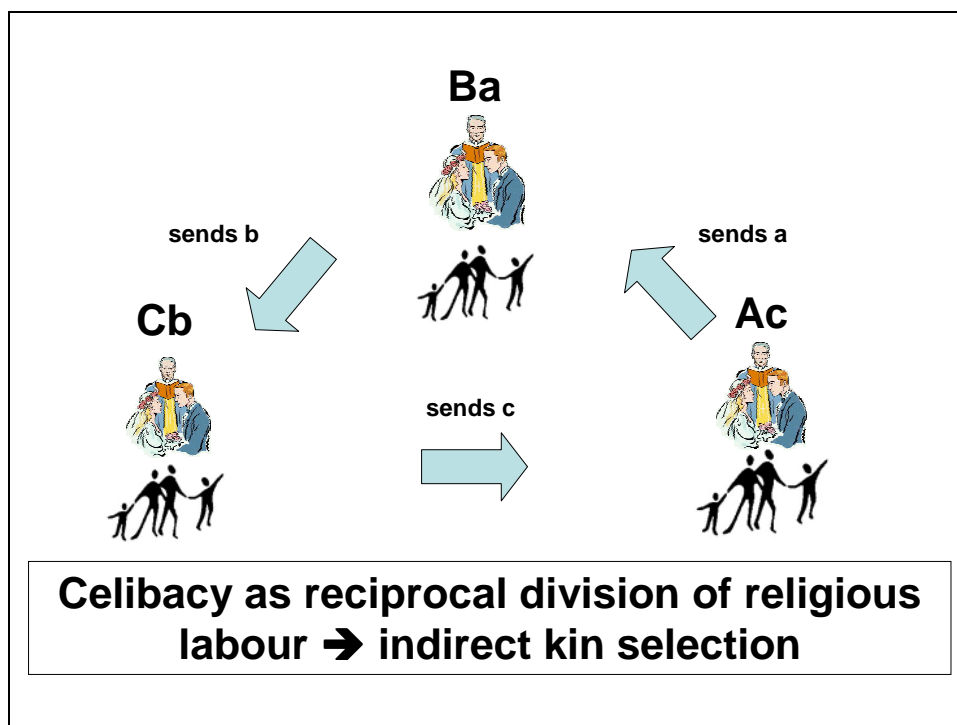 Ba
sends b
sends a
Cb
Ac
sends c
Celibacy as reciprocal division of religious
labour ➔ indirect kin selection